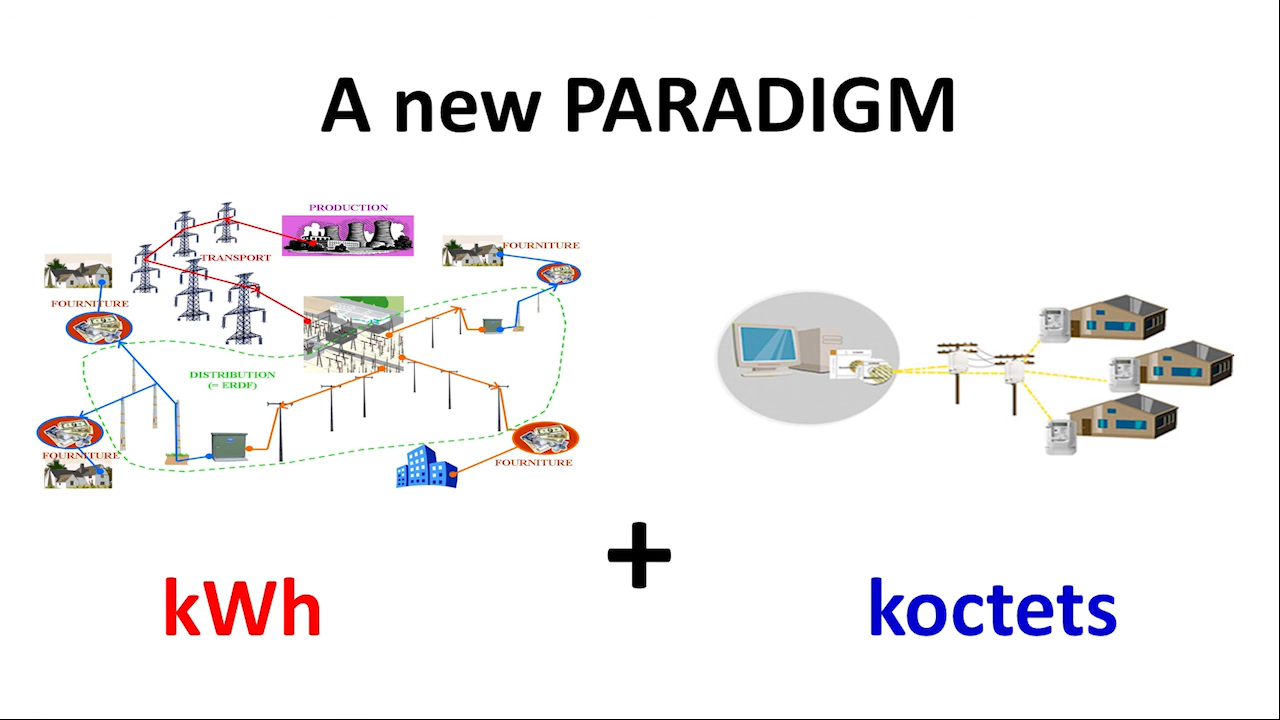 A new PARADIGM
PRODUCTION
FOURNITURE
TRANSPORT
FOURNITURE
DISTRIBUTION
(= ERDF)
FOURNITURE
FOURNITURE
+
kWh
koctets